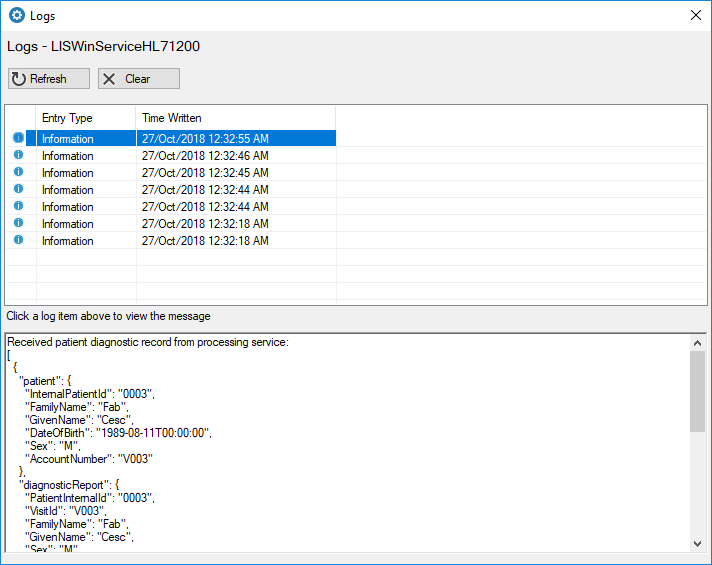 Logs
Logs - LISWinServiceHL71200
Refresh Clear
Entry Type Time Written
Information 27/Oct/2018 12:32:55 AM
Information 27/Oct/2018 12:32:46 AM
Information 27/Oct/2018 12:32:45 AM
Information 27/Oct/2018 12:32:44 AM
Information 27/Oct/2018 12:32:44 AM
Information 27/Oct/2018 12:32:18 AM
Information 27/Oct/2018 12:32:18 AM
Click a log item above to view the message
Received patient diagnostic record from processing service:
[
{
"patient": {
"InternalPatientId": "0003",
"FamilyName": "Fab",
"GivenName": "Cesc",
"DateOfBirth": "1989-08-11T00:00:00",
"Sex": "M",
"AccountNumber": "V003"
},
"diagnosticReport": {
"PatientInternalId": "0003",
"VisitId": "V003",
"FamilyName": "Fab",
"GivenName": "Cesc",
"Sex": "M"